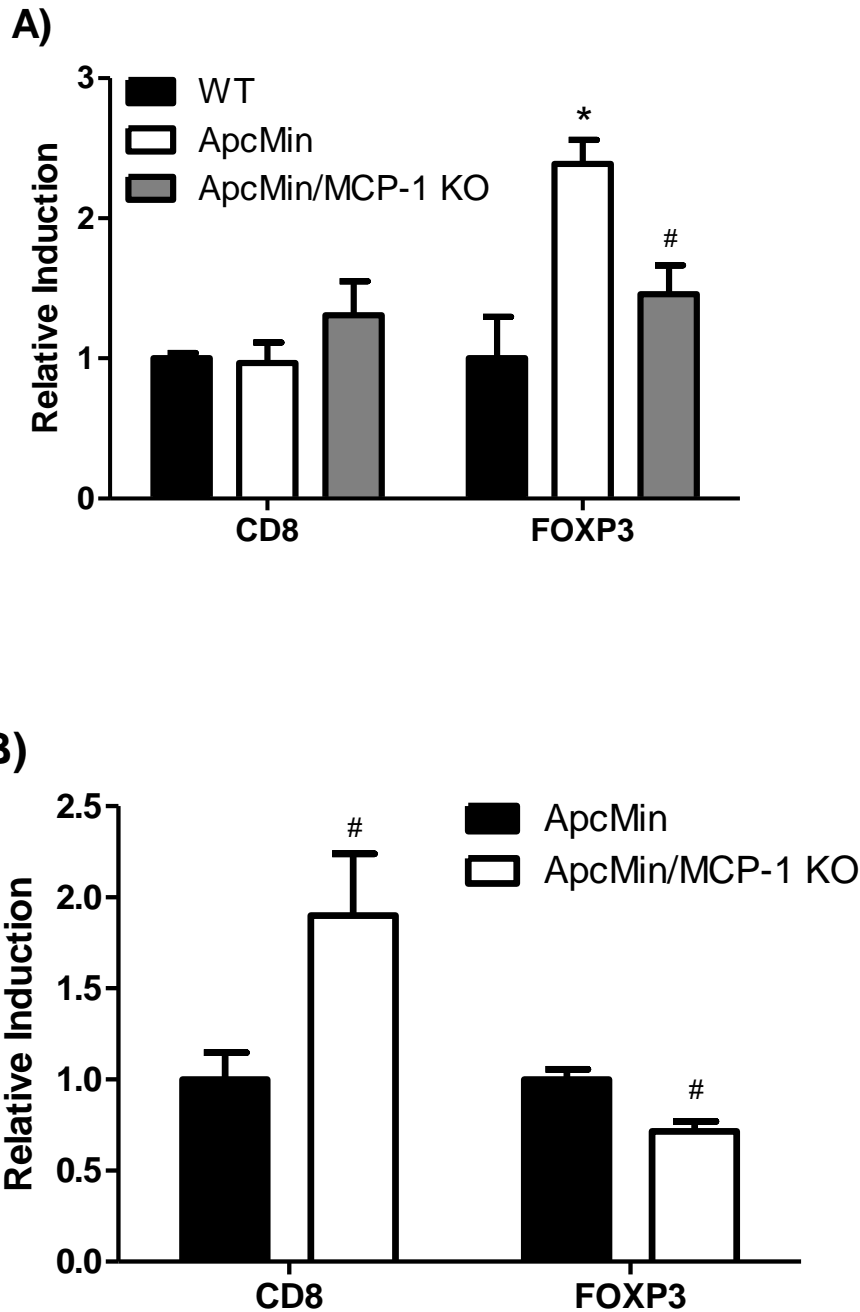 A)
3
WT
*
ApcMin
ApcMin/MCP-1 KO
2
#
1
0
Relative Induction
CD8 FOXP3
B)
2.5
ApcMin
#
ApcMin/MCP-1 KO
2.0
1.5
1.0
#
0.5
0.0
Relative Induction
CD8 FOXP3